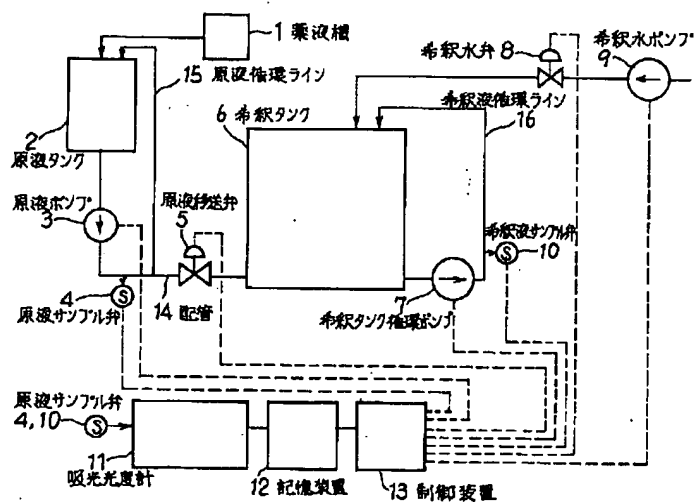 1 薬液槽
15 原液循環ライン
2
原液タンク
原液ポンプ
3
4
原液サンプル弁
原液移送弁
5
14 配管
6 希釈タンク
希釈水弁 8
希釈水ポンプ
9
希釈液循環ライン
16
希釈液サンプル弁
10
7
希釈タンク循環ポンプ
S
S
原液サンプル弁
4,10
S
11
吸光光度計
12 記憶装置
13 制御装置